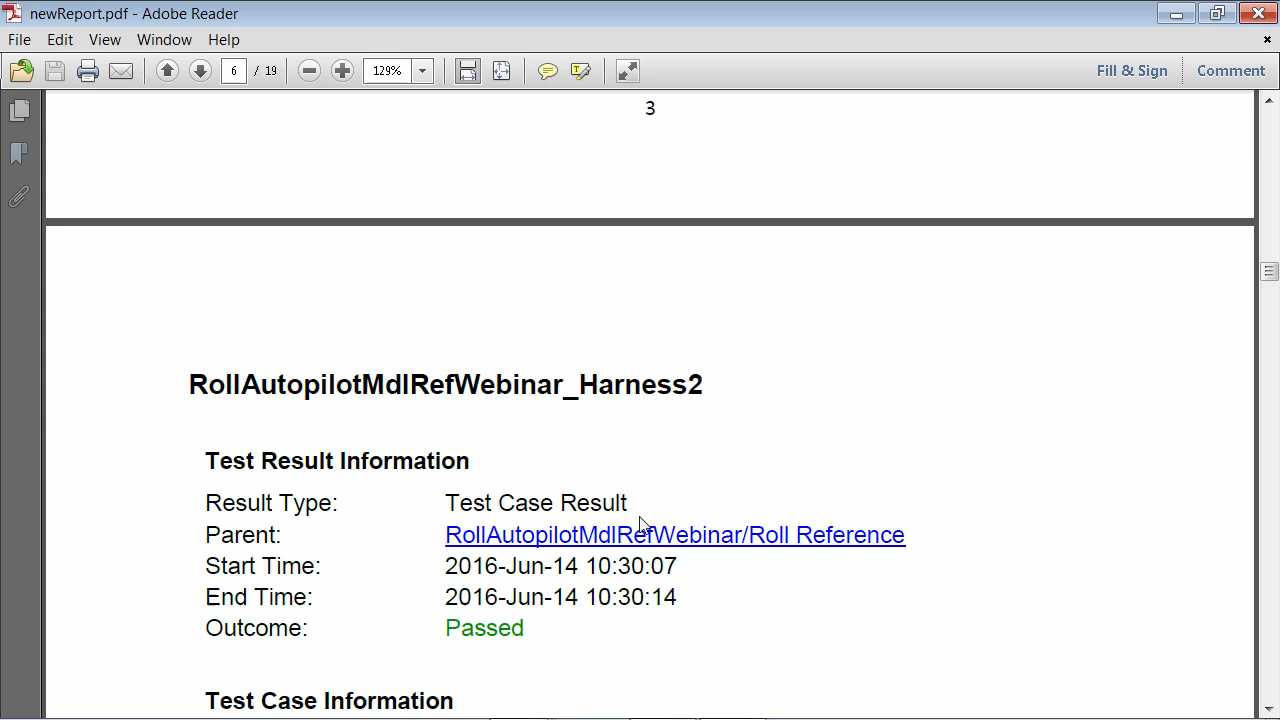 newReport.pdf - Adobe Reader
File Edit View Window Help
6 / 19 129% Fill & Sign Comment
3
RollAutopilotMdlRefWebinar_Harness2
Test Result Information
Result Type: Test Case Result
Parent: RollAutopilotMdlRefWebinar/Roll Reference
Start Time: 2016-Jun-14 10:30:07
End Time: 2016-Jun-14 10:30:14
Outcome: Passed
Test Case Information